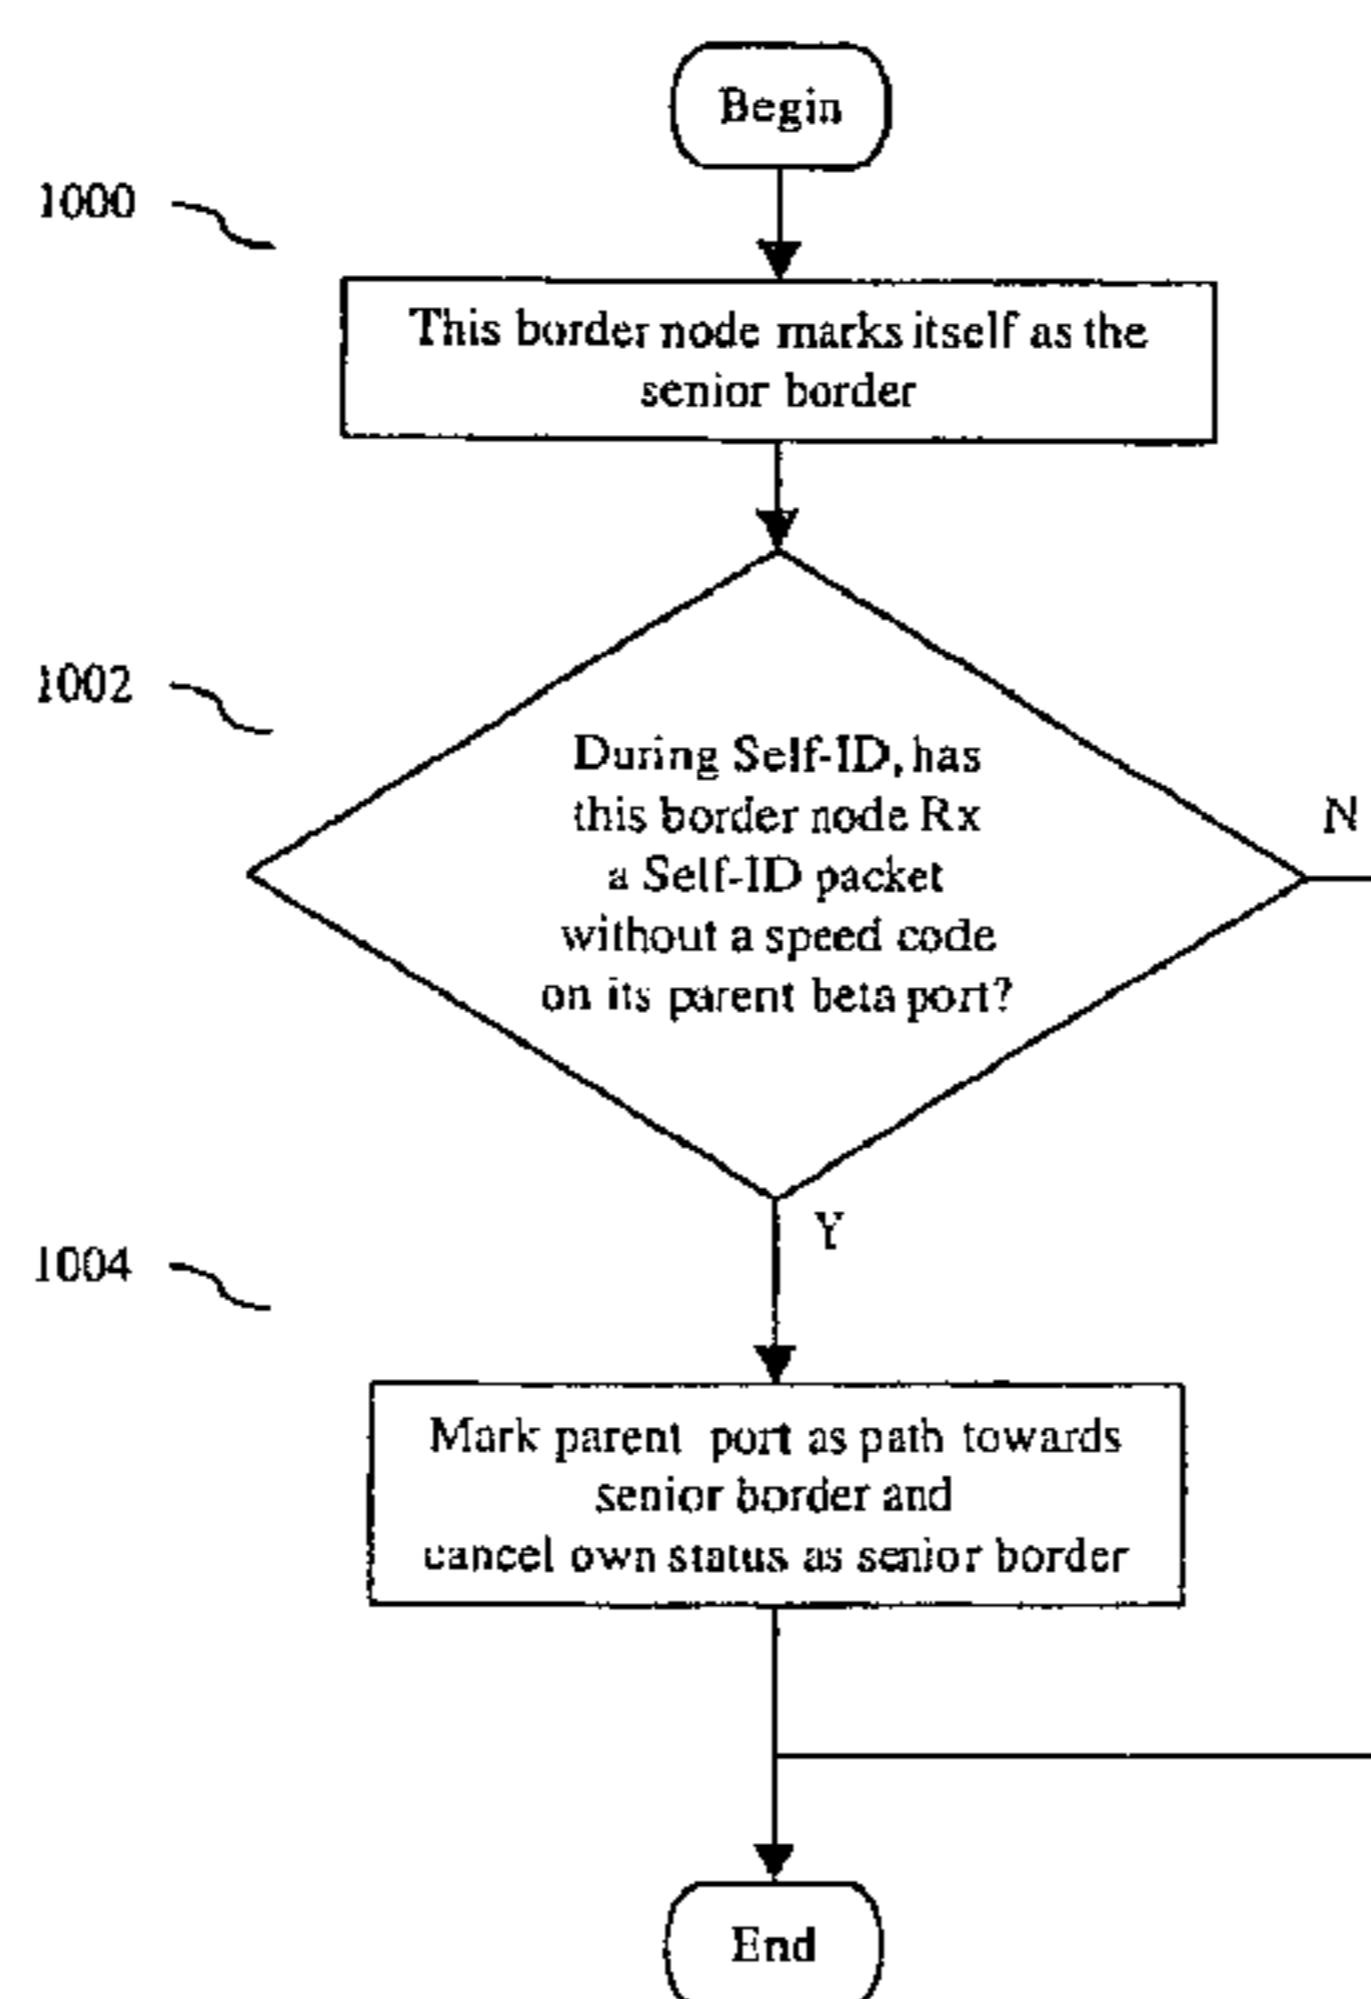 Begin
1000
This border node marks itself as the
senior border
1002
During Self-ID, has
this border node Rx
a Self-ID packet
without a speed code
on its parent beta port?
N
Y
1004
Mark parent port as path towards
senior border and
cancel own status as senior border
End